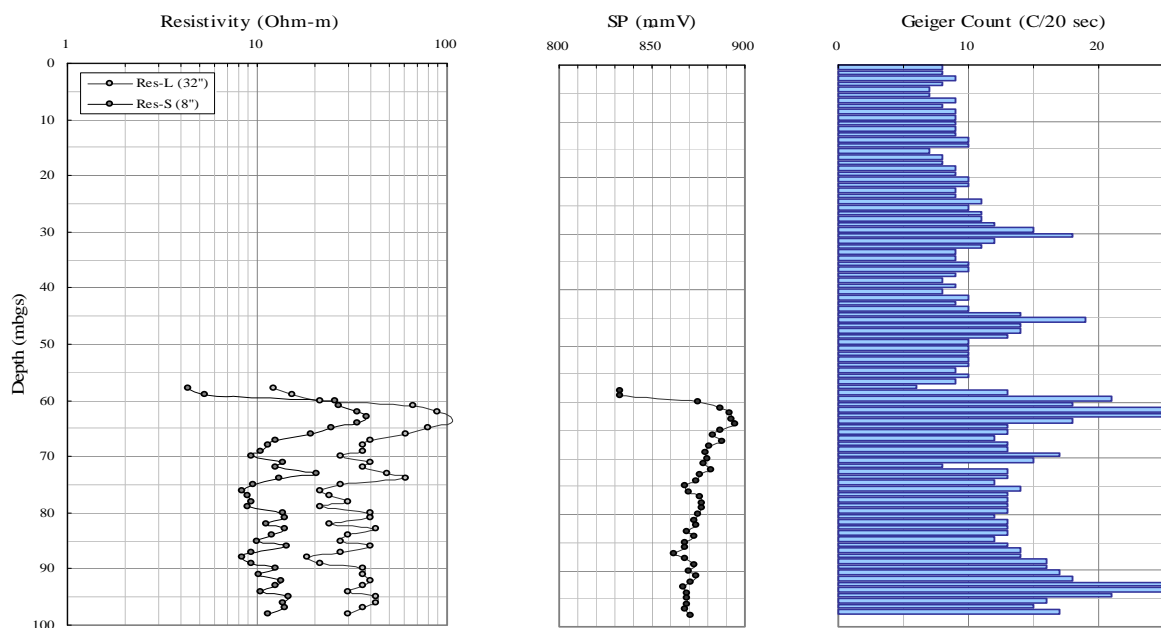 Resistivity (Ohm-m)
SP (m.mV)
Geiger Count (C/20 sec)
1 10 100
800 850 900
0 10 20
Res-L (32")
Res-S (8")
Depth (mbgs)
0
10
20
30
40
50
60
70
80
90
100